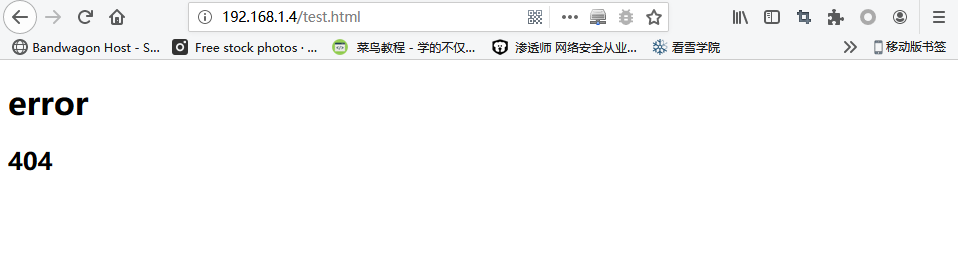 192.168.1.4/test.html
Bandwagon Host - S... Free stock photos · ... 菜鸟教程 - 学的不仅... 渗透师 网络安全从业... 看雪学院 移动版书签
error
404